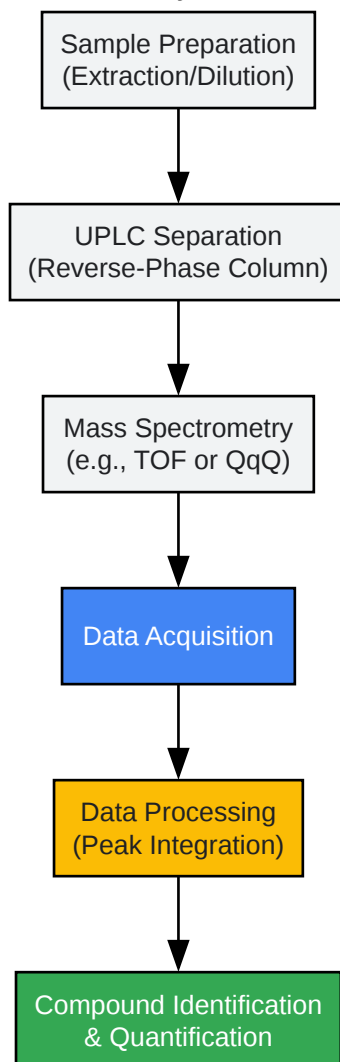 Sample Preparation
(Extraction/Dilution)
UPLC Separation
(Reverse-Phase Column)
Mass Spectrometry
(e.g., TOF or QqQ)
Data Acquisition
Data Processing
(Peak Integration)
Compound Identification
& Quantification